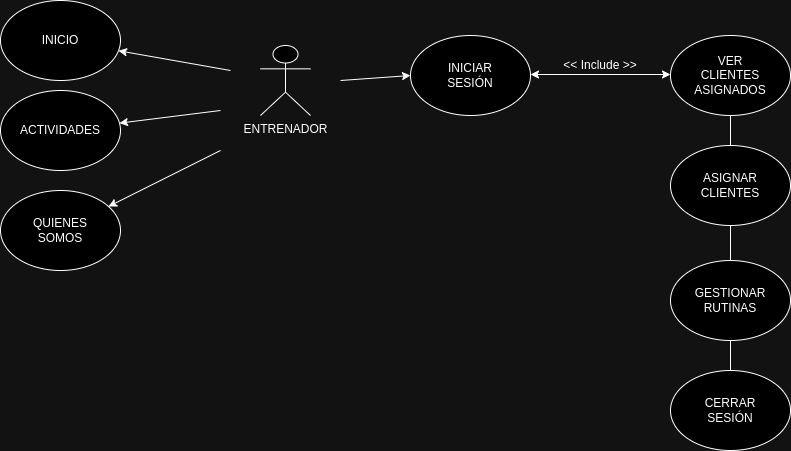 INICIO
ACTIVIDADES
QUIENES
SOMOS
ENTRENADOR
INICIAR
SESIÓN
<< Include >>
VER
CLIENTES
ASIGNADOS
ASIGNAR
CLIENTES
GESTIONAR
RUTINAS
CERRAR
SESIÓN